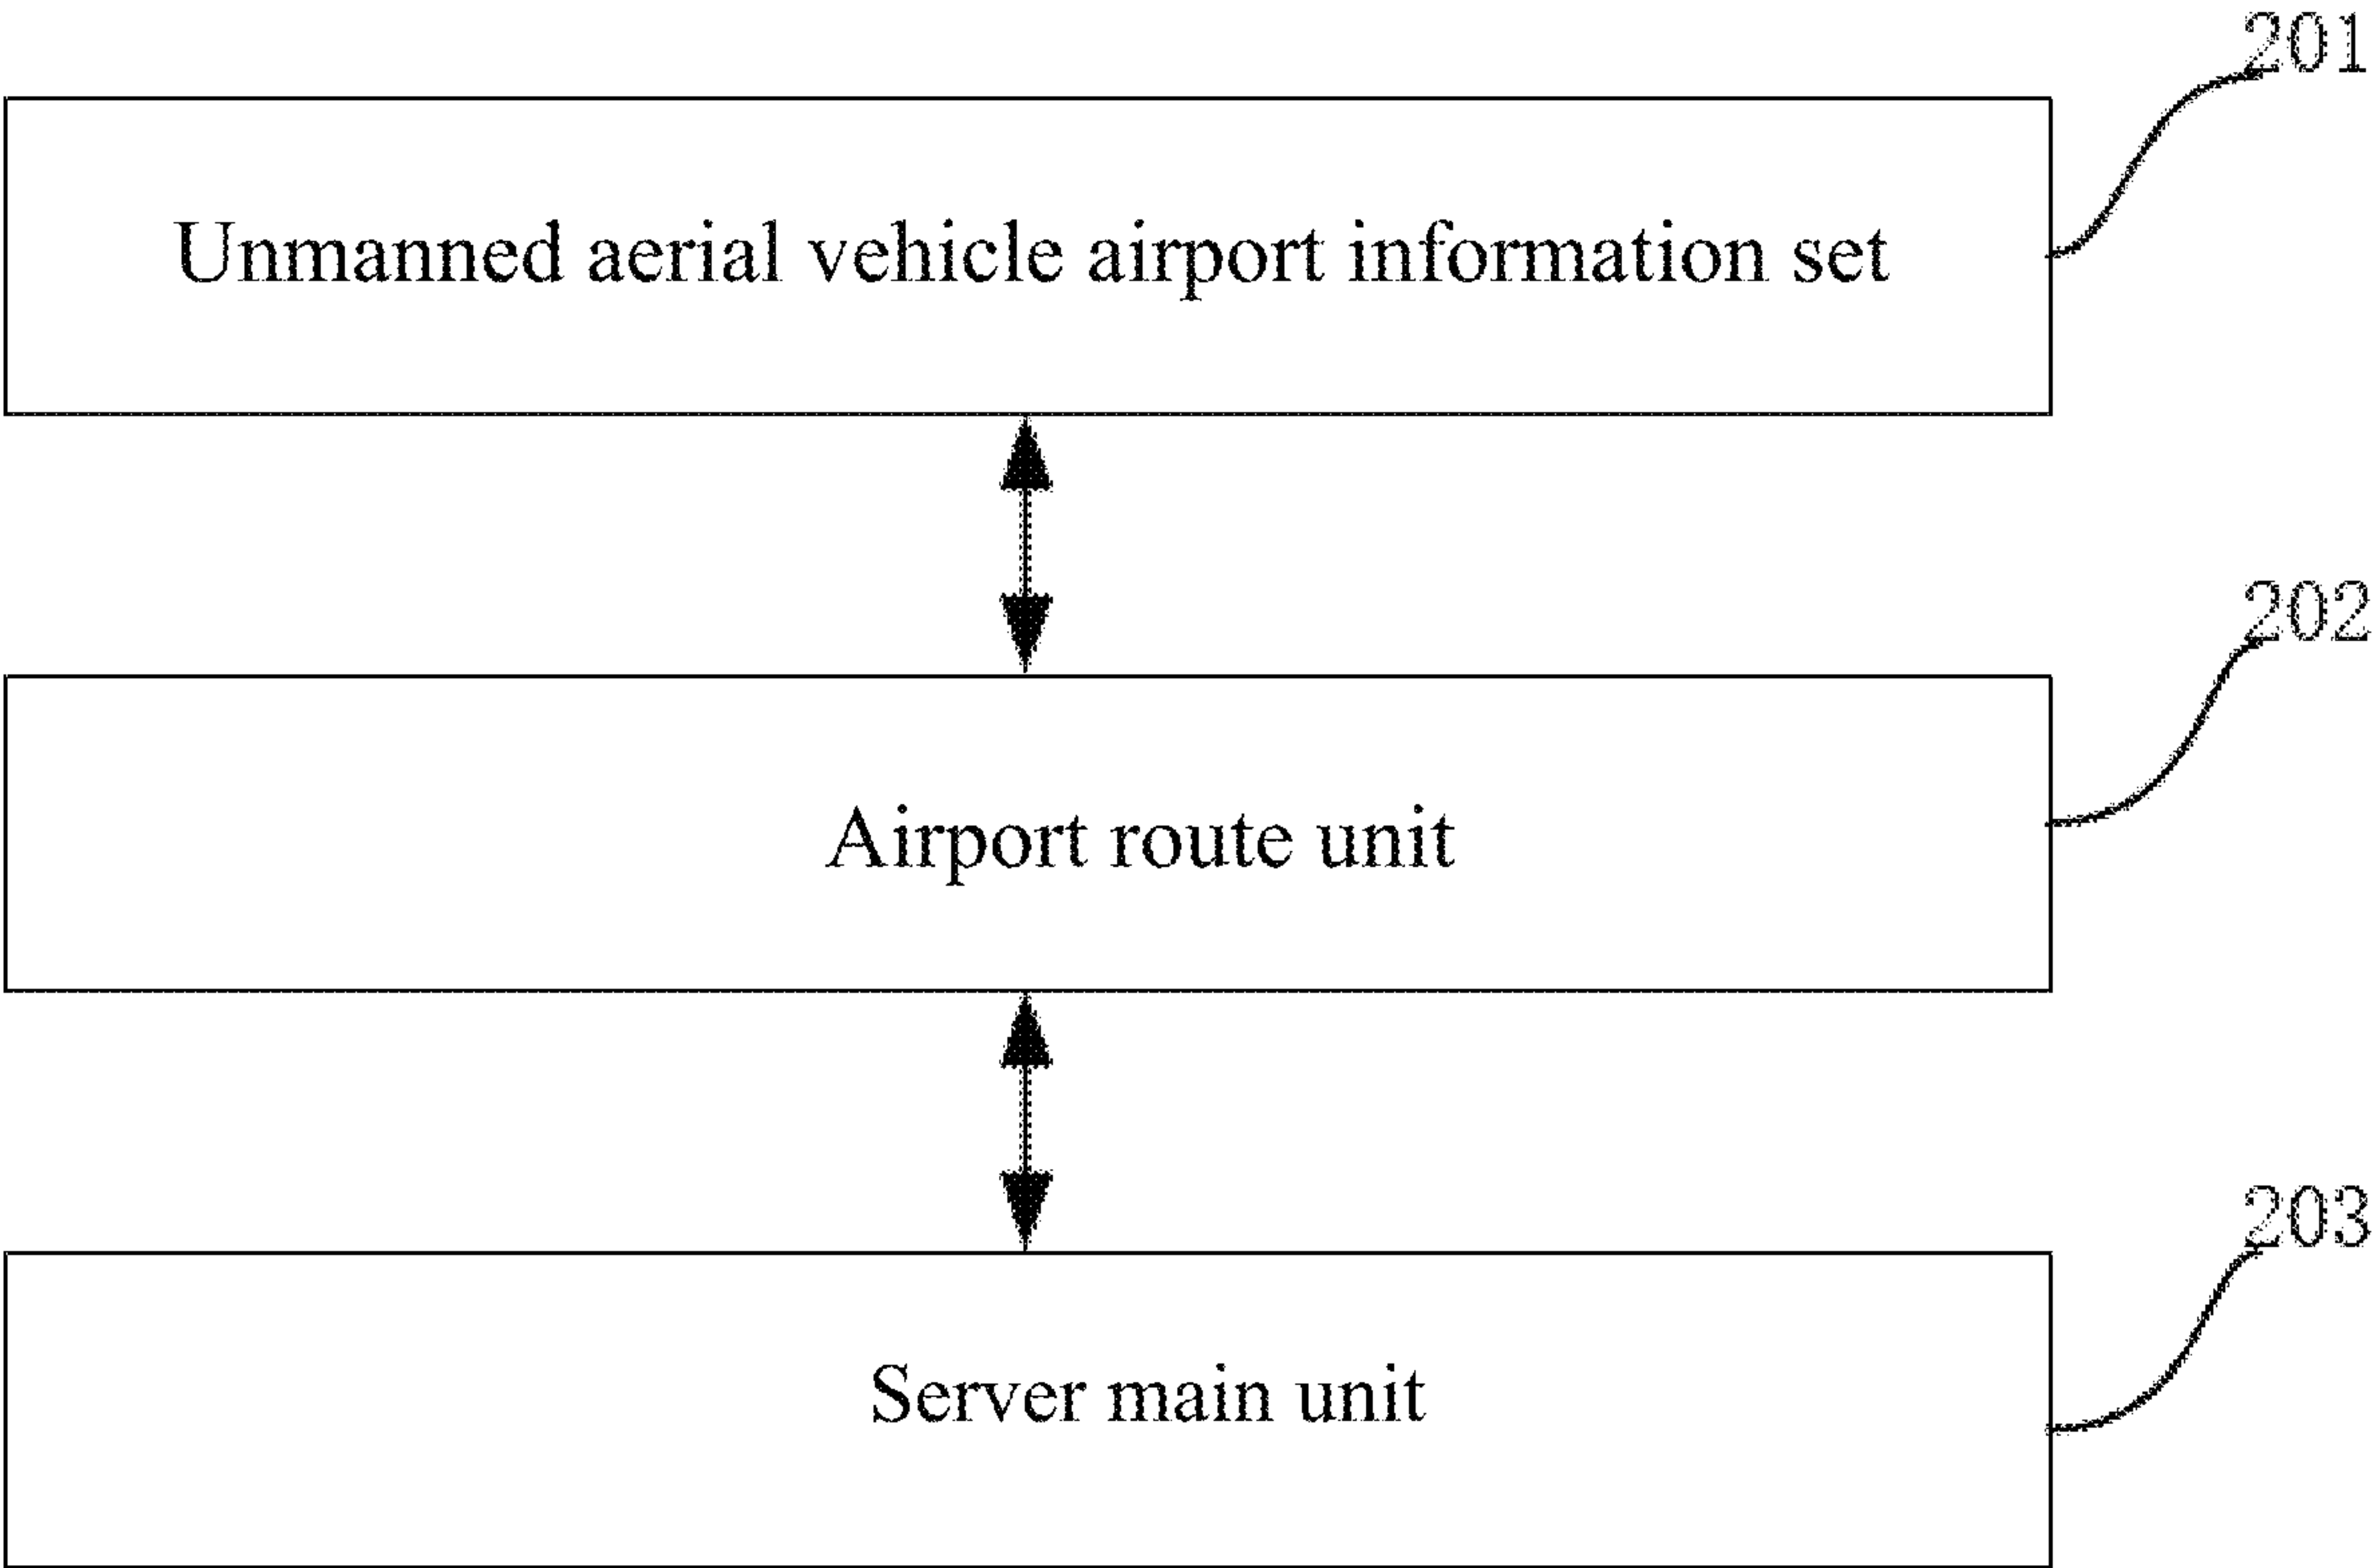 201
Unmanned aerial vehicle airport information set
202
Airport route unit
203
Server main unit